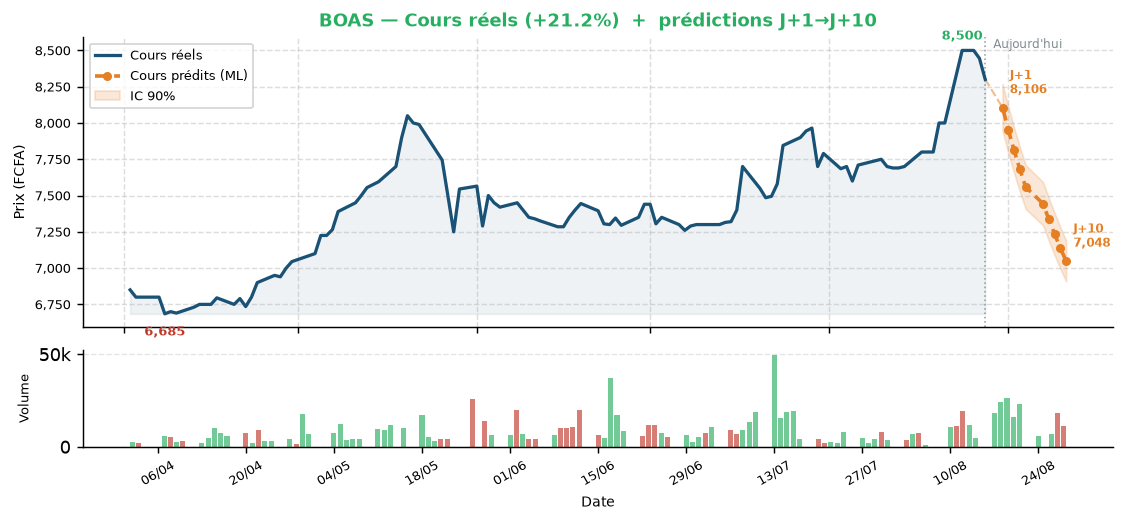 BOAS — Cours réels (+21.2%)  +  prédictions J+1→J+10
Cours réels
Cours prédits (ML)
IC 90%
8,500
Aujourd'hui
J+1
8,106
J+10
7,048
6,685
Prix (FCFA)
8,500
8,250
8,000
7,750
7,500
7,250
7,000
6,750
Volume
50k
0
06/04
20/04
04/05
18/05
01/06
15/06
29/06
13/07
27/07
10/08
24/08
Date